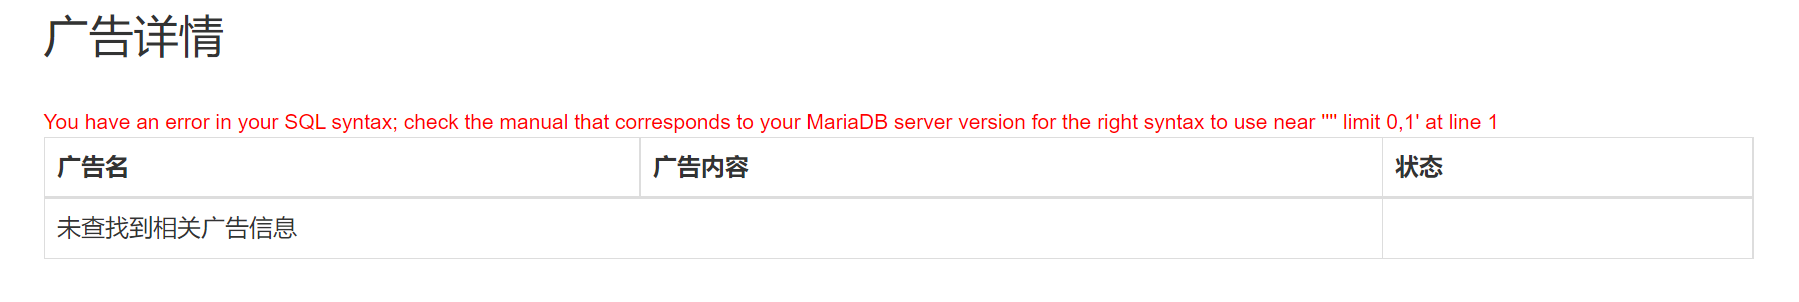 广告详情
You have an error in your SQL syntax; check the manual that corresponds to your MariaDB server version for the right syntax to use near '''' limit 0,1' at line 1
广告名 广告内容 状态
未查找到相关广告信息